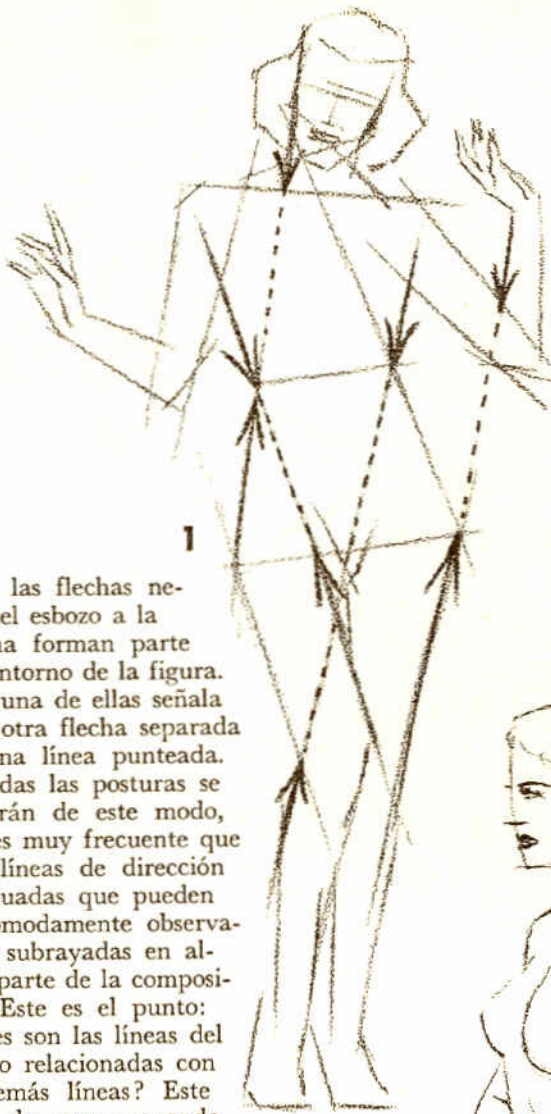 1
las flechas ne-
el esbozo a la
forman parte
ntorno de la figura.
una de ellas señala
otra flecha separada
na línea punteada.
das las posturas se
rán de este modo,
es muy frecuente que
líneas de dirección
uadas que pueden
modamente observa-
subrayadas en al-
parte de la composi-
Este es el punto:
es son las líneas del
o relacionadas con
emás líneas? Este